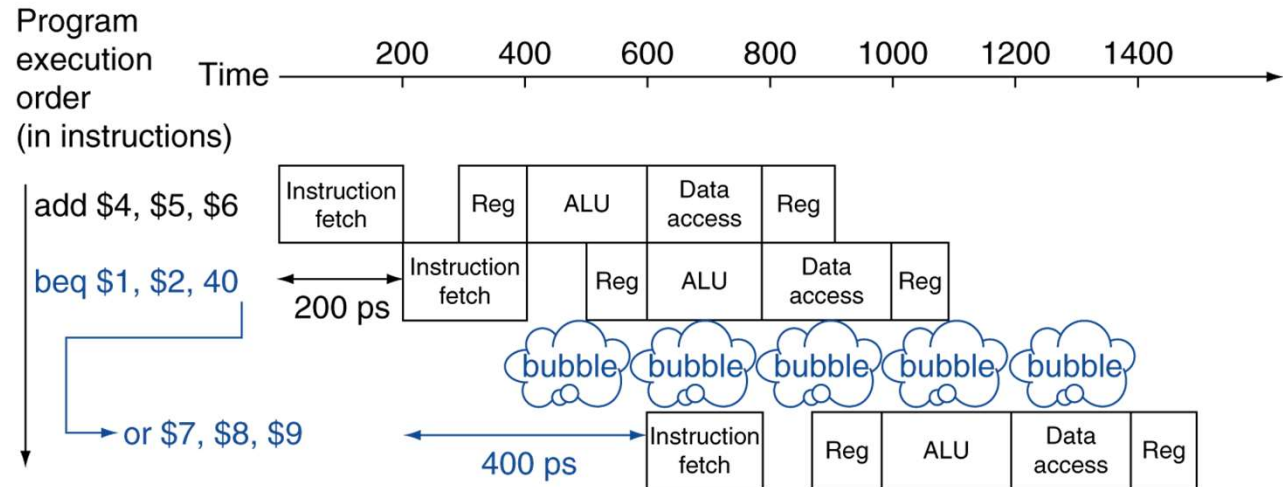 Program
execution
order
(in instructions)
Time
200 400 600 800 1000 1200 1400
add $4, $5, $6
Instruction
fetch
Reg
ALU
Data
access
Reg
beq $1, $2, 40
200 ps
Instruction
fetch
Reg
ALU
Data
access
Reg
bubble bubble bubble bubble bubble
or $7, $8, $9
400 ps
Instruction
fetch
Reg
ALU
Data
access
Reg